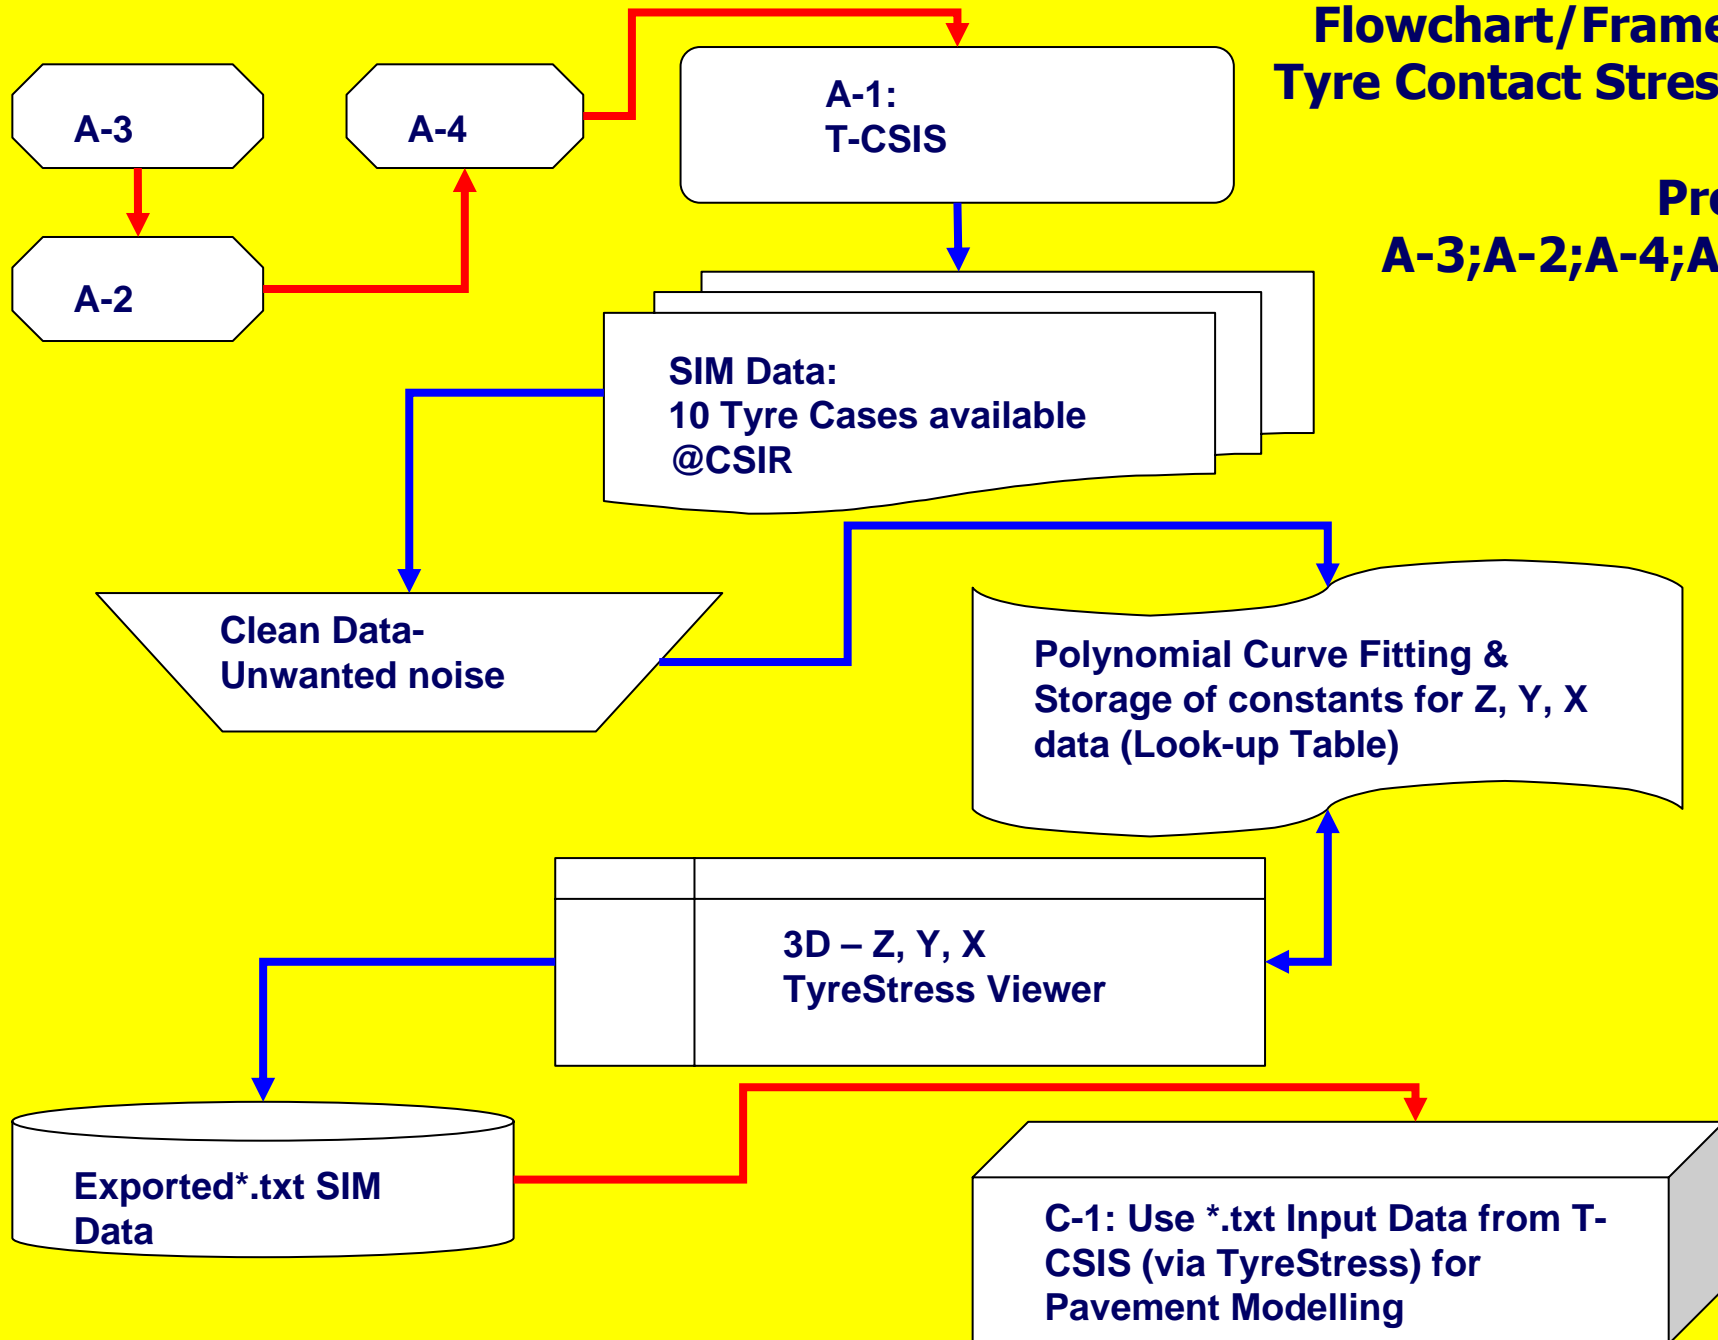 Flowchart/Frame
Tyre Contact Stres
Pre
A-3;A-2;A-4;A
A-3
A-4
A-1:
T-CSIS
A-2
SIM Data:
10 Tyre Cases available
@CSIR
Clean Data-
Unwanted noise
Polynomial Curve Fitting &
Storage of constants for Z, Y, X
data (Look-up Table)
3D – Z, Y, X
TyreStress Viewer
Exported*.txt SIM
Data
C-1: Use *.txt Input Data from T-
CSIS (via TyreStress) for
Pavement Modelling